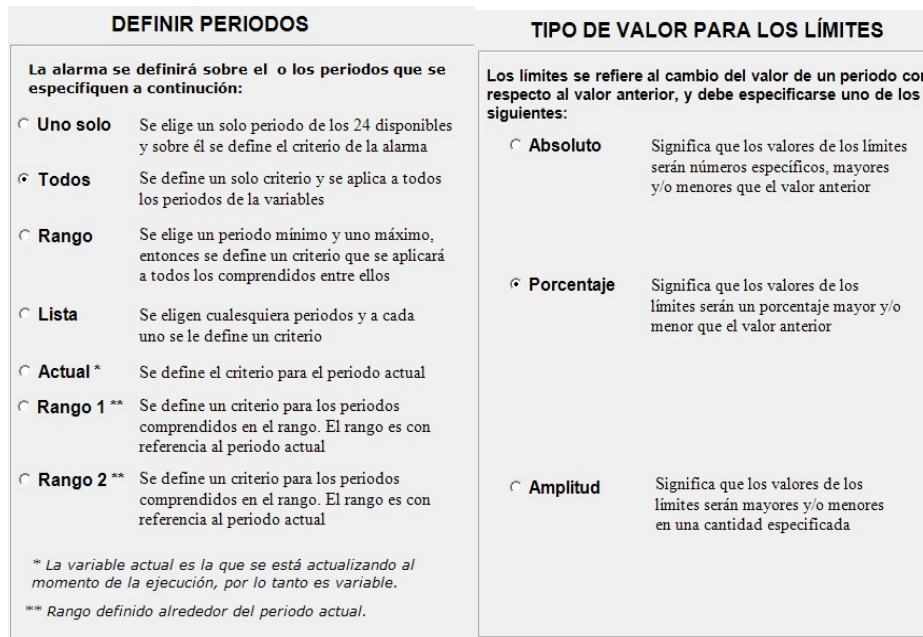 DEFINIR PERIODOS
La alarma se definirá sobre el o los periodos que se
especifiquen a continución:
Uno solo
Se elige un solo periodo de los 24 disponibles
y sobre él se define el criterio de la alarma
Todos
Se define un solo criterio y se aplica a todos
los periodos de la variables
Rango
Se elige un periodo mínimo y uno máximo,
entonces se define un criterio que se aplicará
a todos los comprendidos entre ellos
Lista
Se eligen cualesquiera periodos y a cada
uno se le define un criterio
Actual *
Se define el criterio para el periodo actual
Rango 1 **
Se define un criterio para los periodos
comprendidos en el rango. El rango es con
referencia al periodo actual
Rango 2 **
Se define un criterio para los periodos
comprendidos en el rango. El rango es con
referencia al periodo actual
* La variable actual es la que se está actualizando al
momento de la ejecución, por lo tanto es variable.
** Rango definido alrededor del periodo actual.
TIPO DE VALOR PARA LOS LÍMITES
Los límites se refiere al cambio del valor de un periodo con
respecto al valor anterior, y debe especificarse uno de los
siguientes:
Absoluto
Significa que los valores de los límites
serán números específicos, mayores
y/o menores que el valor anterior
Porcentaje
Significa que los valores de los
límites serán un porcentaje mayor y/o
menor que el valor anterior
Amplitud
Significa que los valores de los
límites serán mayores y/o menores
en una cantidad especificada